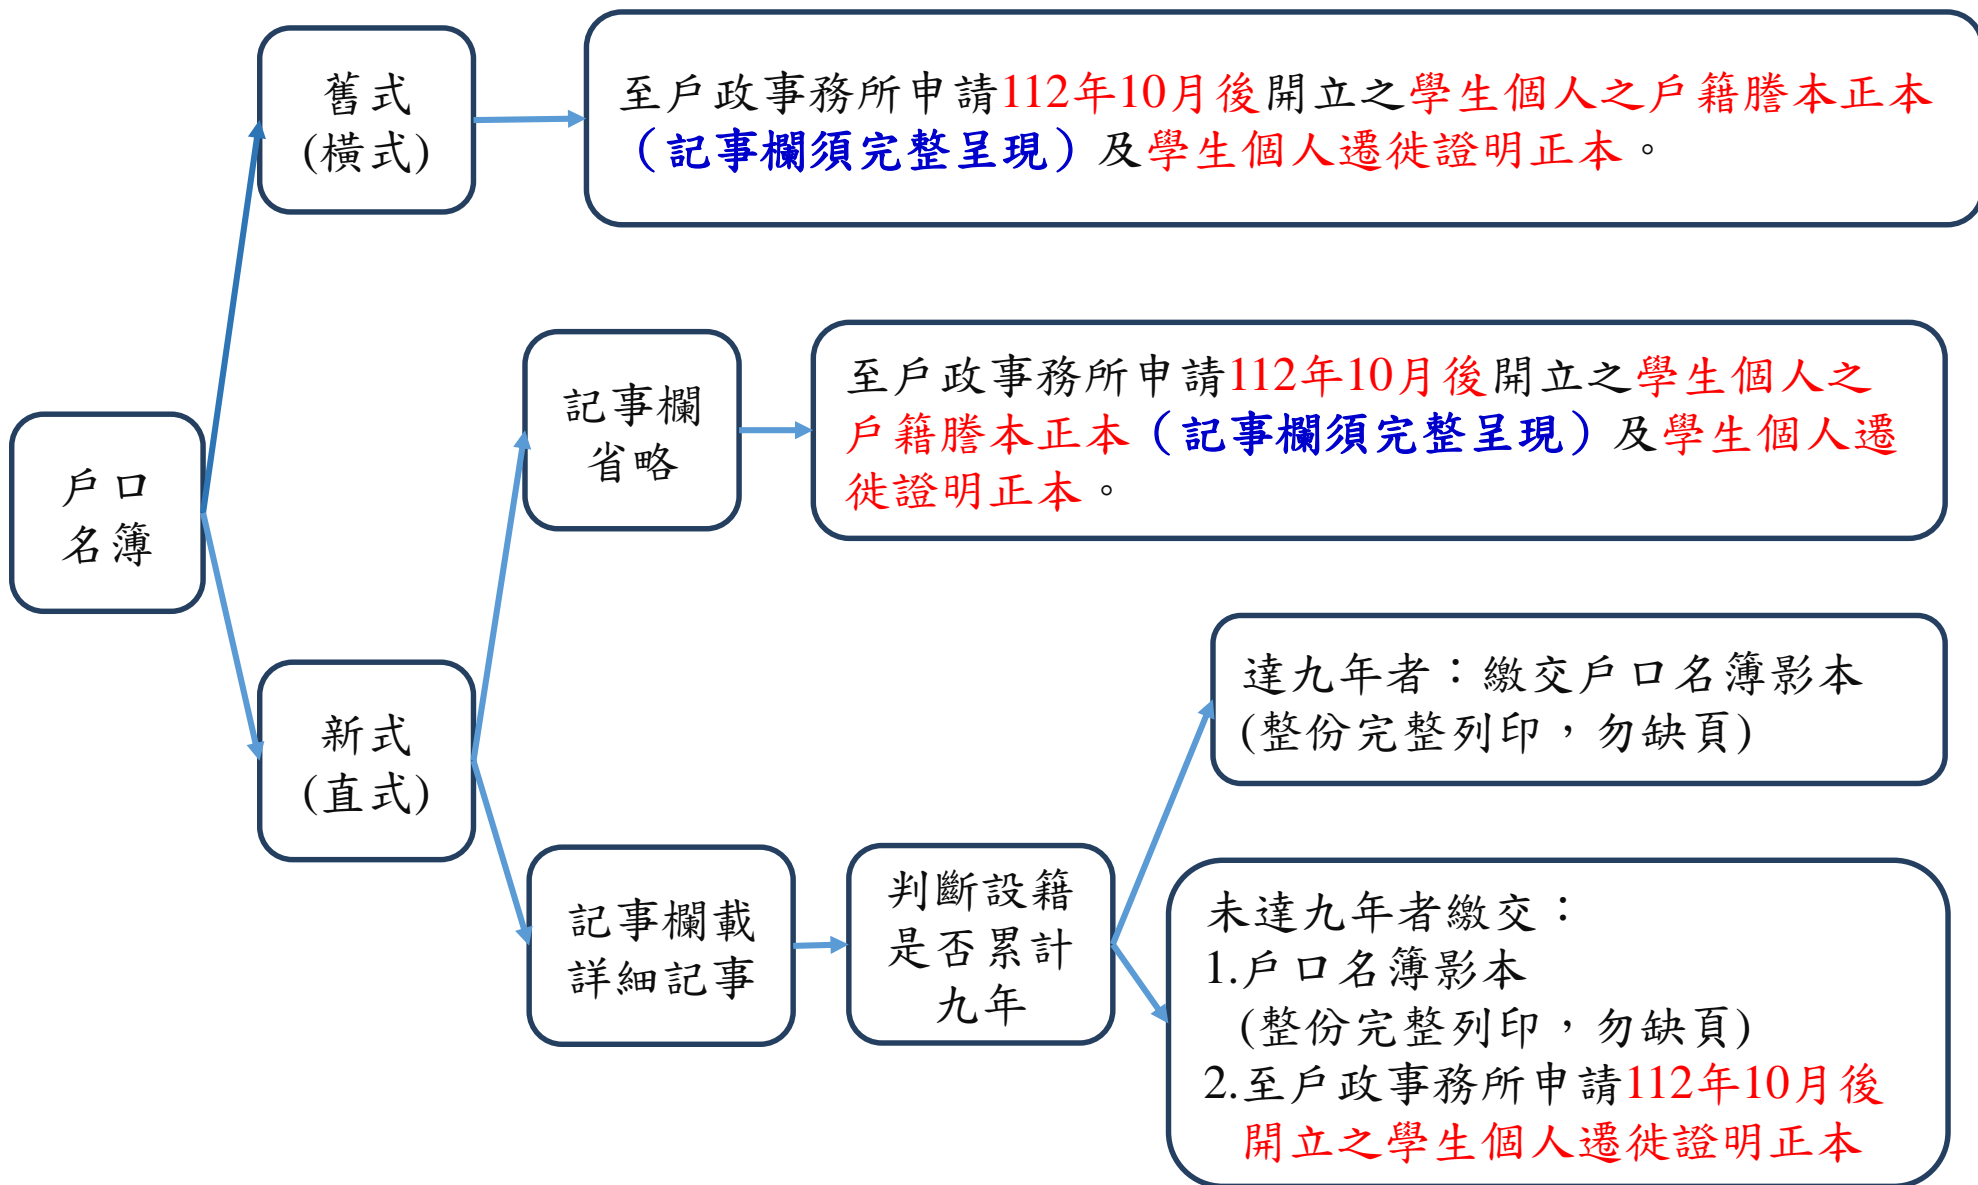 戶口
名簿
舊式
(橫式)
至戶政事務所申請112年10月後開立之學生個人之戶籍謄本正本
（記事欄須完整呈現）及學生個人遷徙證明正本。
新式
(直式)
記事欄
省略
至戶政事務所申請112年10月後開立之學生個人之
戶籍謄本正本（記事欄須完整呈現）及學生個人遷
徙證明正本。
記事欄載
詳細記事
判斷設籍
是否累計
九年
達九年者：繳交戶口名簿影本
(整份完整列印，勿缺頁)
未達九年者繳交：
1.戶口名簿影本
(整份完整列印，勿缺頁)
2.至戶政事務所申請112年10月後
開立之學生個人遷徙證明正本